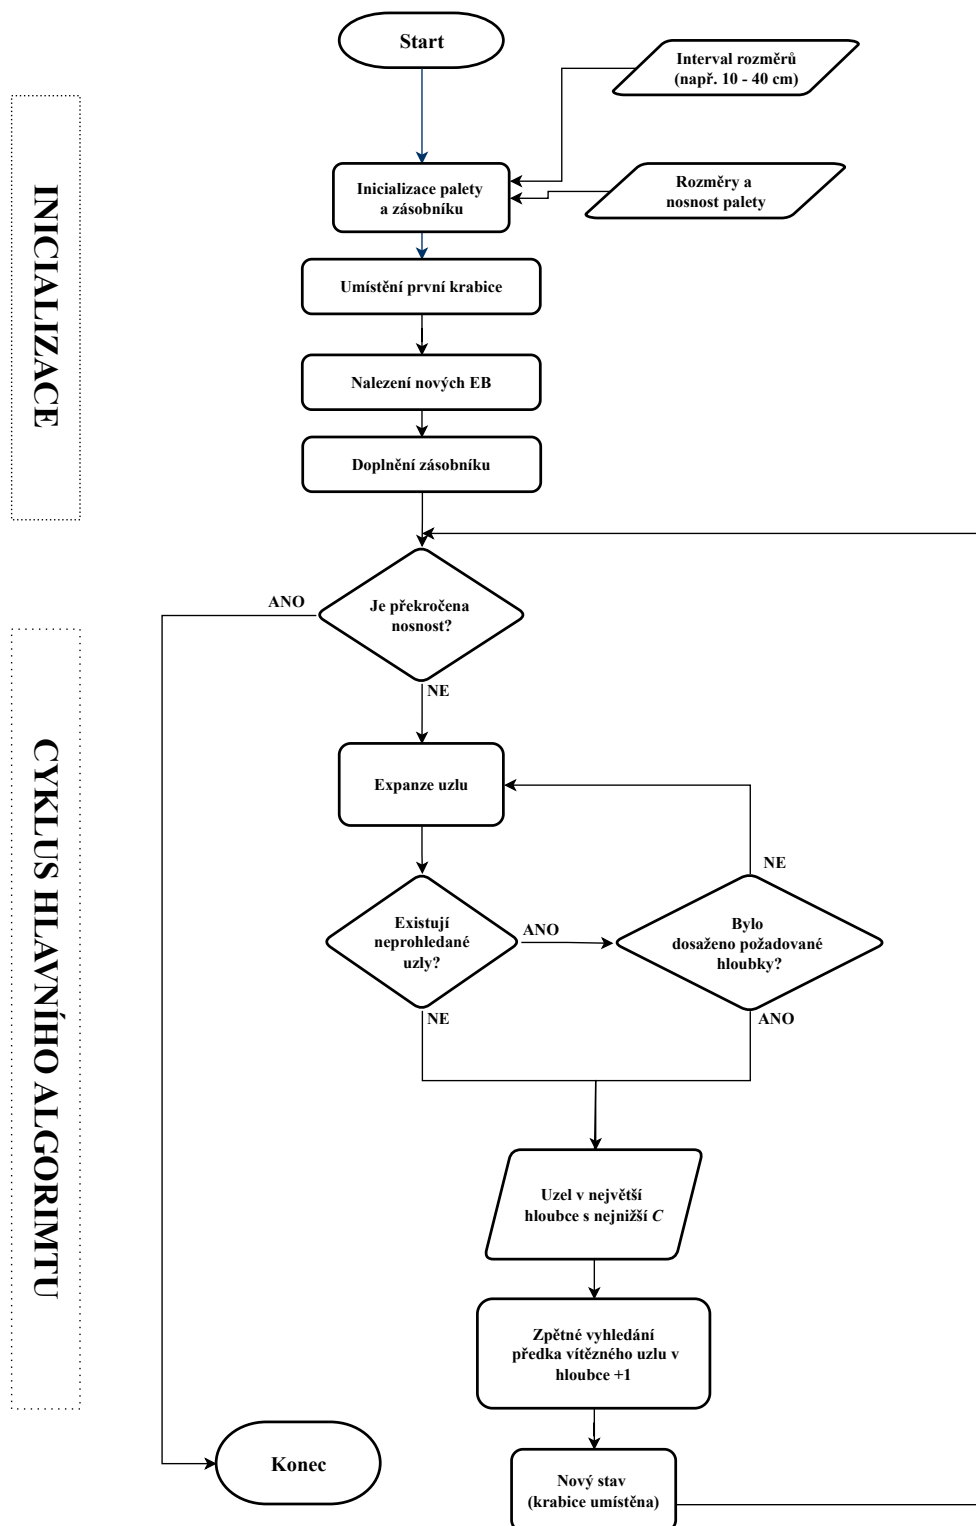 Start
Interval rozměrů
(např. 10 - 40 cm)
Inicializace palety
a zásobníku
Rozměry a
nosnost palety
INICIALIZACE
Umístění první krabice
Nalezení nových EB
Doplnění zásobníku
ANO
Je překročena
nosnost?
NE
CYKLUS HLAVNÍHO ALGORIMTU
Expanze uzlu
NE
Existují
neprohledané
uzly?
ANO
Bylo
dosaženo požadované
hloubky?
NE
ANO
Uzel v největší
hloubce s nejnižší C
Zpětné vyhledání
předka vítězného uzlu v
hloubce +1
Konec
Nový stav
(krabice umístěna)